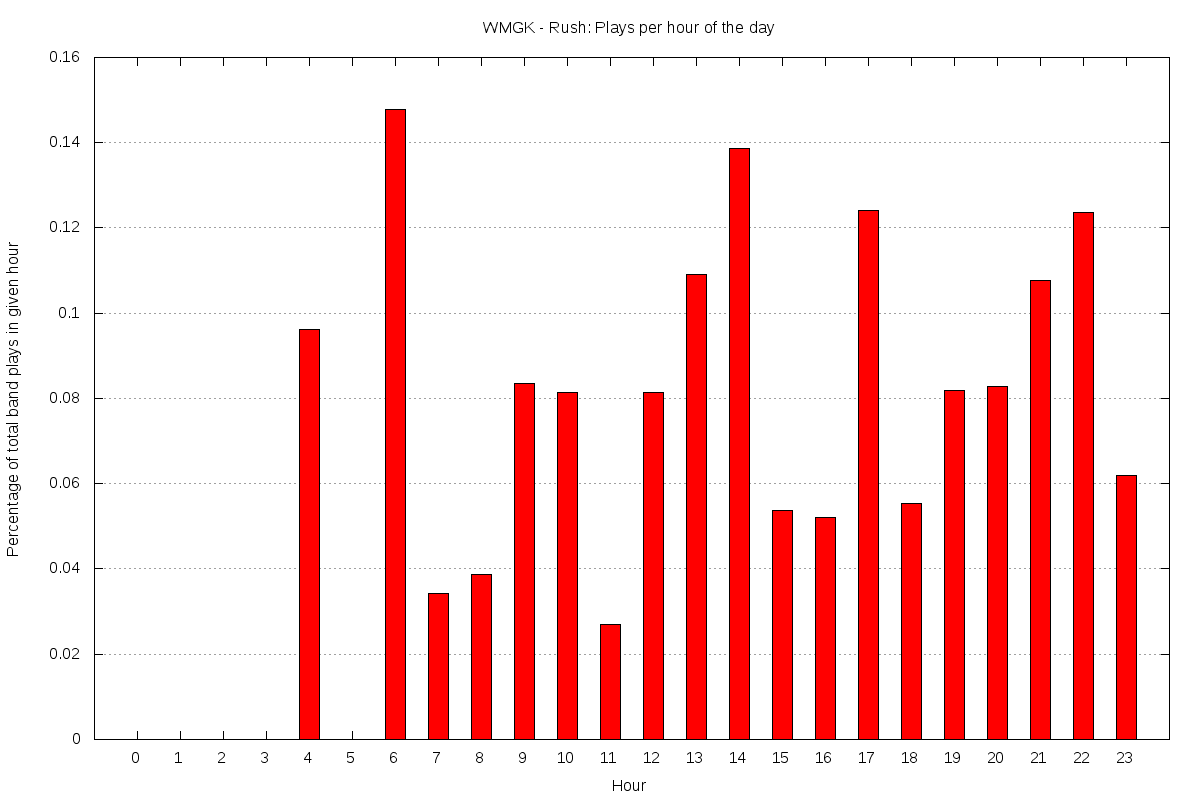 WMGK - Rush: Plays per hour of the day
Percentage of total band plays in given hour
0.16
0.14
0.12
0.1
0.08
0.06
0.04
0.02
0
0 1 2 3 4 5 6 7 8 9 10 11 12 13 14 15 16 17 18 19 20 21 22 23
Hour